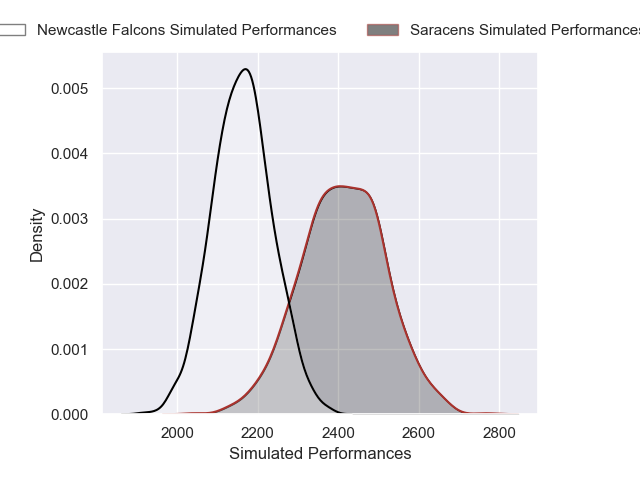 Newcastle Falcons Simulated Performances
Saracens Simulated Performances
0.005
0.004
0.003
0.002
0.001
0.000
Density
2000 2200 2400 2600 2800
Simulated Performances